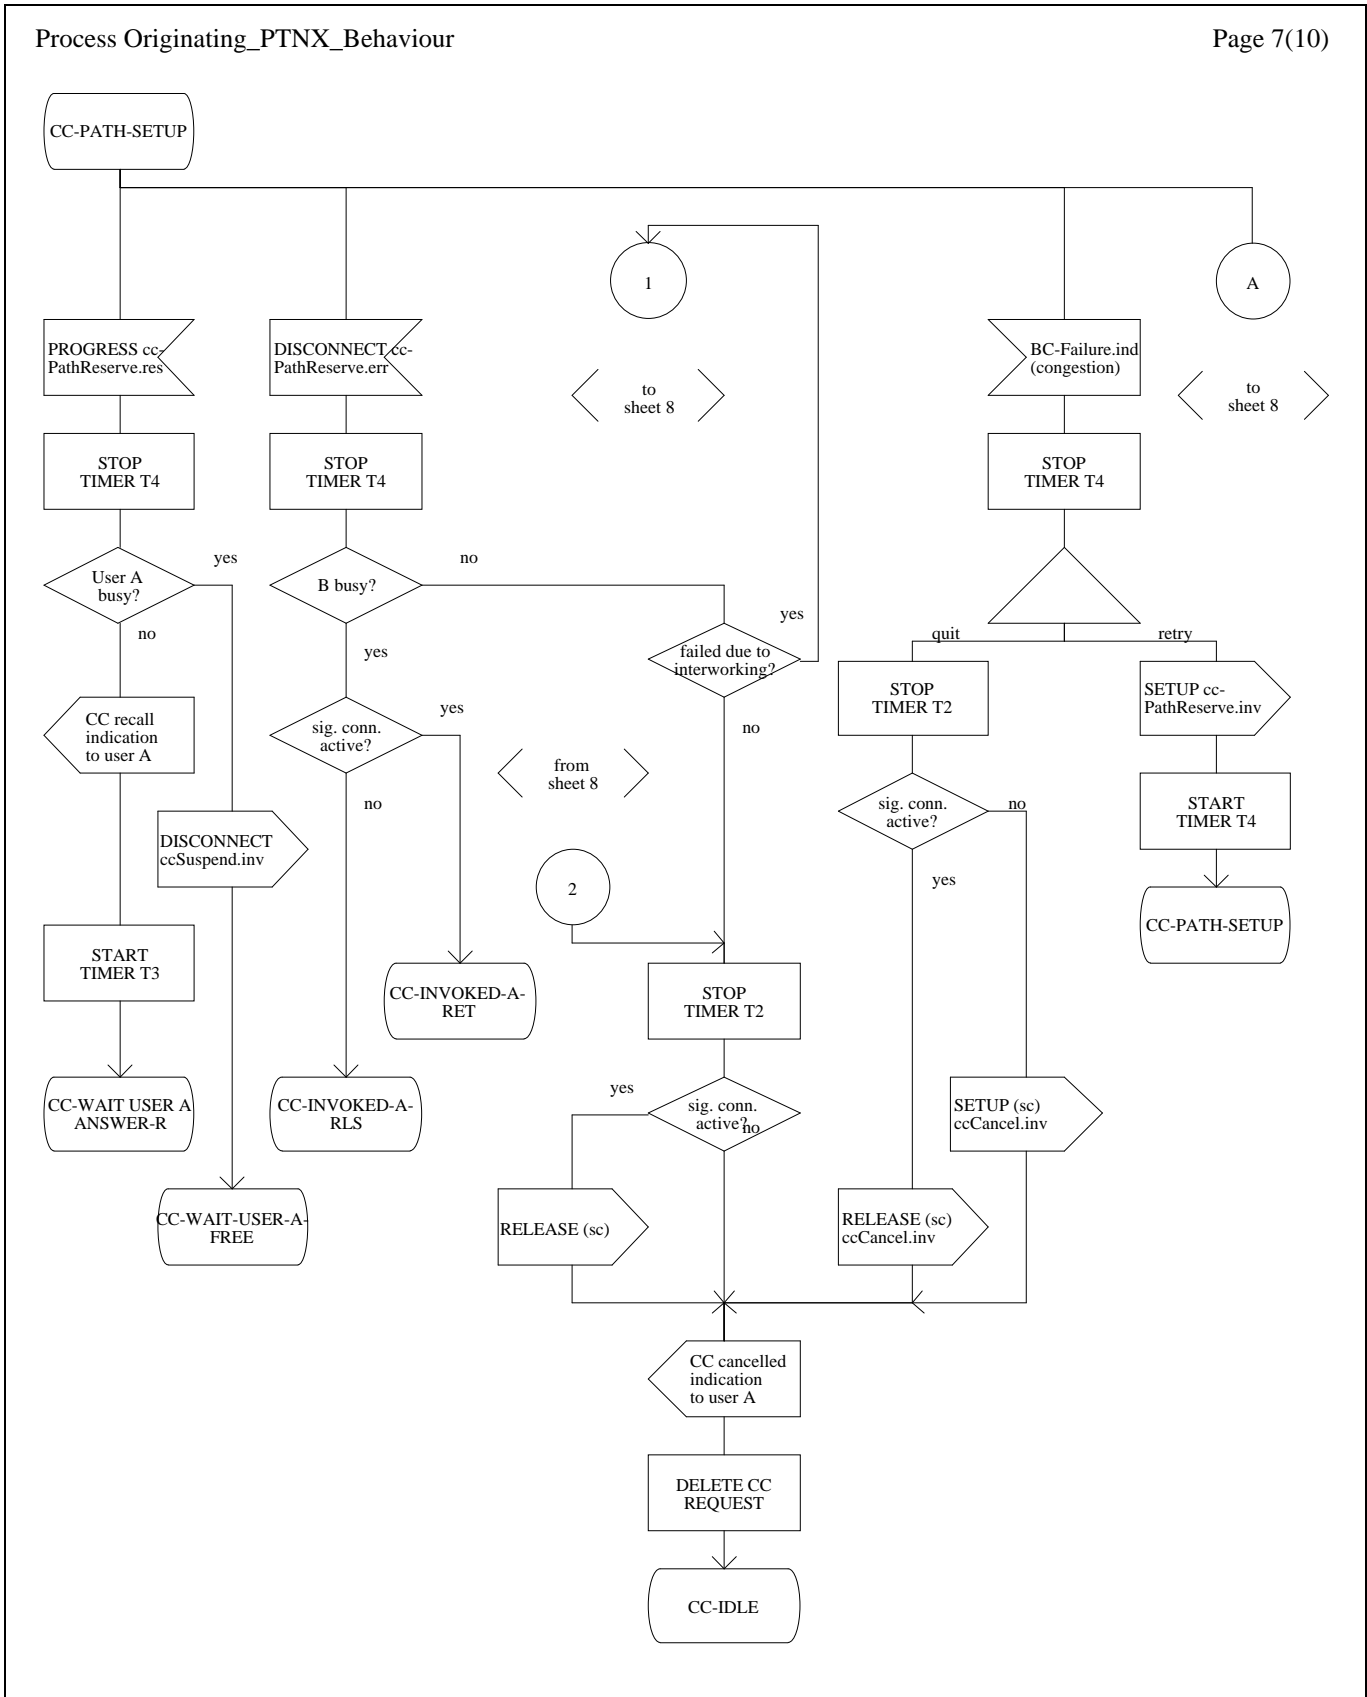 Process Originating_PTNX_Behaviour
Page 7(10)
CC-PATH-SETUP
1
A
PROGRESS cc-
PathReserve.res
DISCONNECT cc-
PathReserve.err
to
sheet 8
BC-Failure.ind
(congestion)
to
sheet 8
STOP
TIMER T4
STOP
TIMER T4
STOP
TIMER T4
User A
busy?
yes
no
B busy?
no
yes
failed due to
interworking?
yes
no
quit
retry
STOP
TIMER T2
SETUP cc-
PathReserve.inv
CC recall
indication
to user A
sig. conn.
active?
yes
no
from
sheet 8
sig. conn.
active?
no
yes
START
TIMER T4
DISCONNECT
ccSuspend.inv
2
CC-PATH-SETUP
START
TIMER T3
CC-INVOKED-A-
RET
STOP
TIMER T2
CC-WAIT USER A
ANSWER-R
CC-INVOKED-A-
RLS
yes
sig. conn.
active?
no
SETUP (sc)
ccCancel.inv
CC-WAIT-USER-A-
FREE
RELEASE (sc)
RELEASE (sc)
ccCancel.inv
CC cancelled
indication
to user A
DELETE CC
REQUEST
CC-IDLE